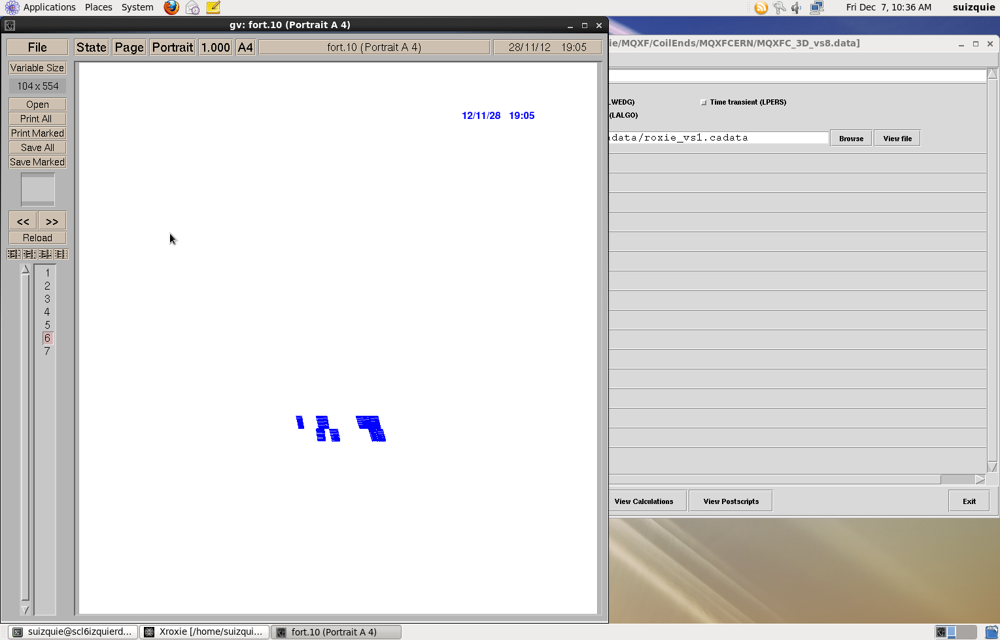 Applications Places System
Fri Dec 7, 10:36 AM suizquie
gv: fort.10 (Portrait A 4)
ie/MQXF/CoilEnds/MQXFCERN/MQXFC_3D_vs8.data]
File State Page Portrait 1.000 A4 fort.10 (Portrait A 4) 28/11/12 19:05
Variable Size
104 x 554
Open
Print All
Print Marked
Save All
Save Marked
<< >>
Reload
1
2
3
4
5
6
7
12/11/28 19:05
LWEDG) Time transient (LPERS)
(LALGO)
adata/roxie_vs1.cadata Browse View file
View Calculations View Postscripts Exit
suizquie@scl6izquierd... Xroxie [/home/suizqui... fort.10 (Portrait A 4)